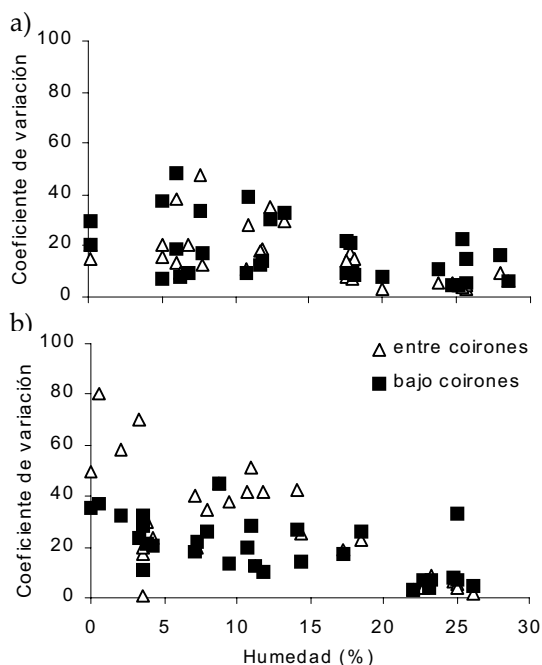 a)
Coeficiente de variación
100
80
60
40
20
0
b)
entre coirones
bajo coirones
Coeficiente de variación
100
80
60
40
20
0
0 5 10 15 20 25 30
Humedad (%)